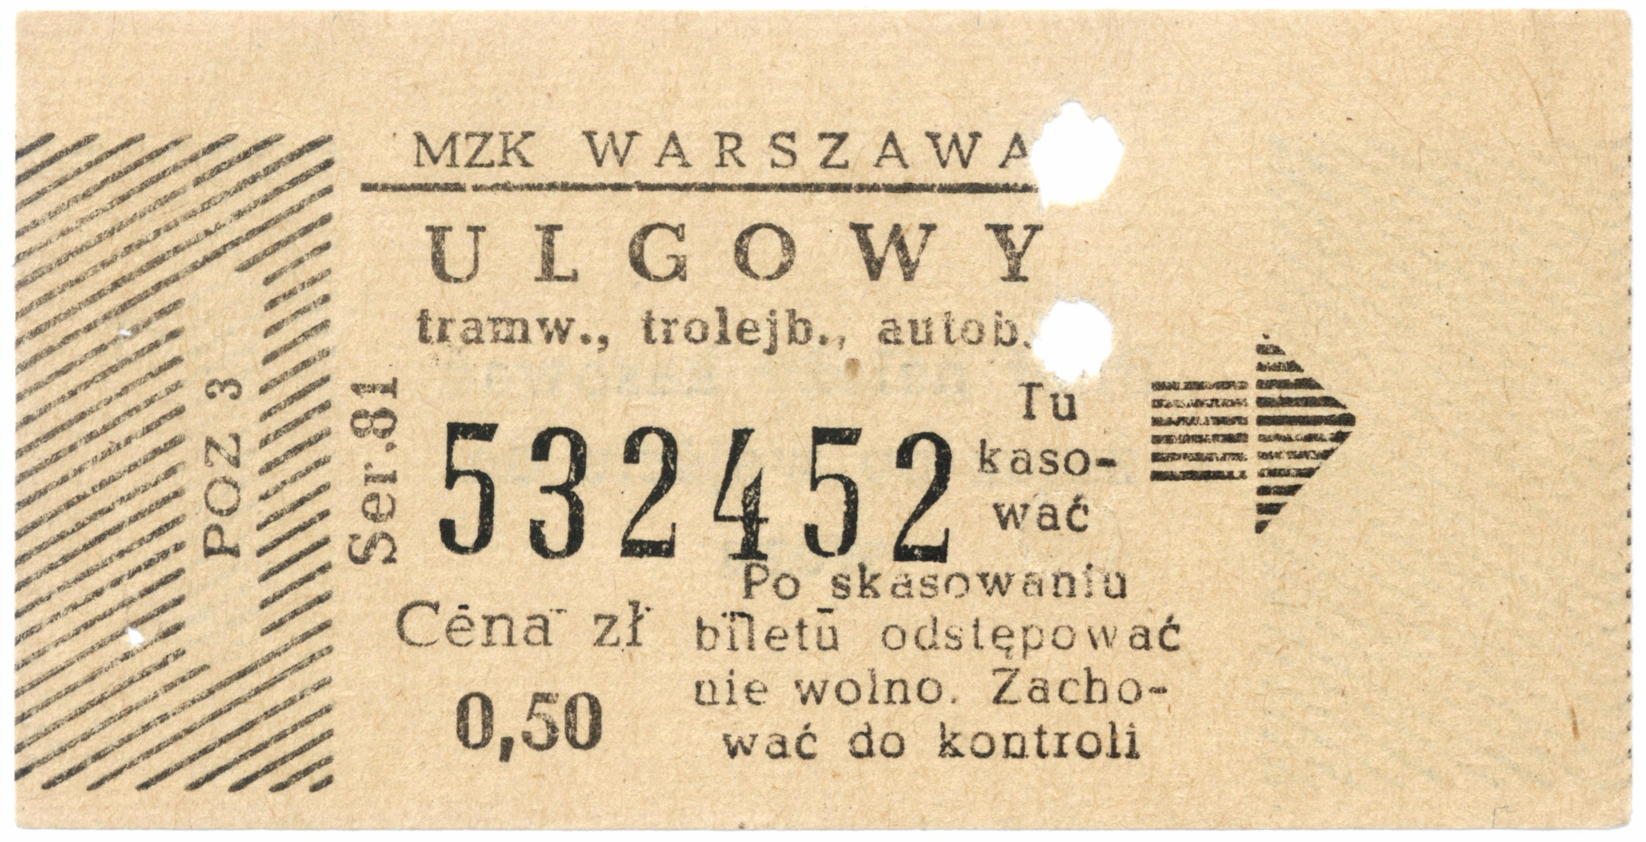 MZK WARSZAWA
ULGOWY
tramw., trolejb., autob.
POZ 3
Ser.81
532452
Tu
kaso-
wać
Cena zł
0,50
Po skasowaniu
biletu odstępować
nie wolno. Zacho-
wać do kontroli